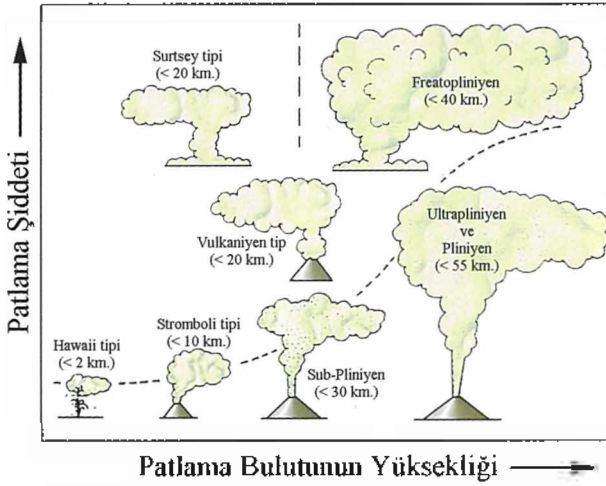 Patlama Şiddeti
Surtsey tipi
(< 20 km.)
Freatopliniyen
(< 40 km.)
Vulkaniyen tip
(< 20 km.)
Ultrapliniyen
ve
Pliniyen
(< 55 km.)
Hawaii tipi
(< 2 km.)
Stromboli tipi
(< 10 km.)
Sub-Pliniyen
(< 30 km.)
Patlama Bulutunun Yüksekliği